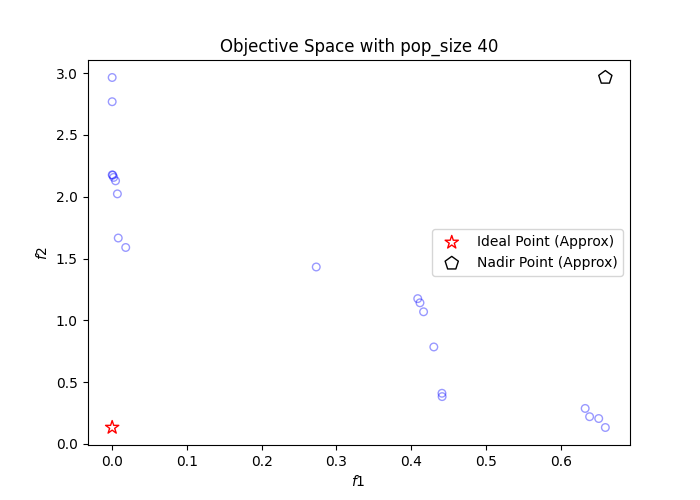 Objective Space with pop_size 40
3.0
2.5
2.0
1.5
1.0
0.5
0.0
f2
Ideal Point (Approx)
Nadir Point (Approx)
0.0 0.1 0.2 0.3 0.4 0.5 0.6
f1